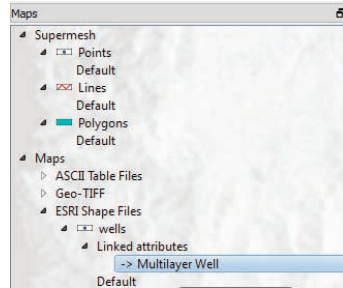 Maps
Supermesh
Points
Default
Lines
Default
Polygons
Default
Maps
ASCII Table Files
Geo-TIFF
ESRI Shape Files
wells
Linked attributes
-> Multilayer Well
Default